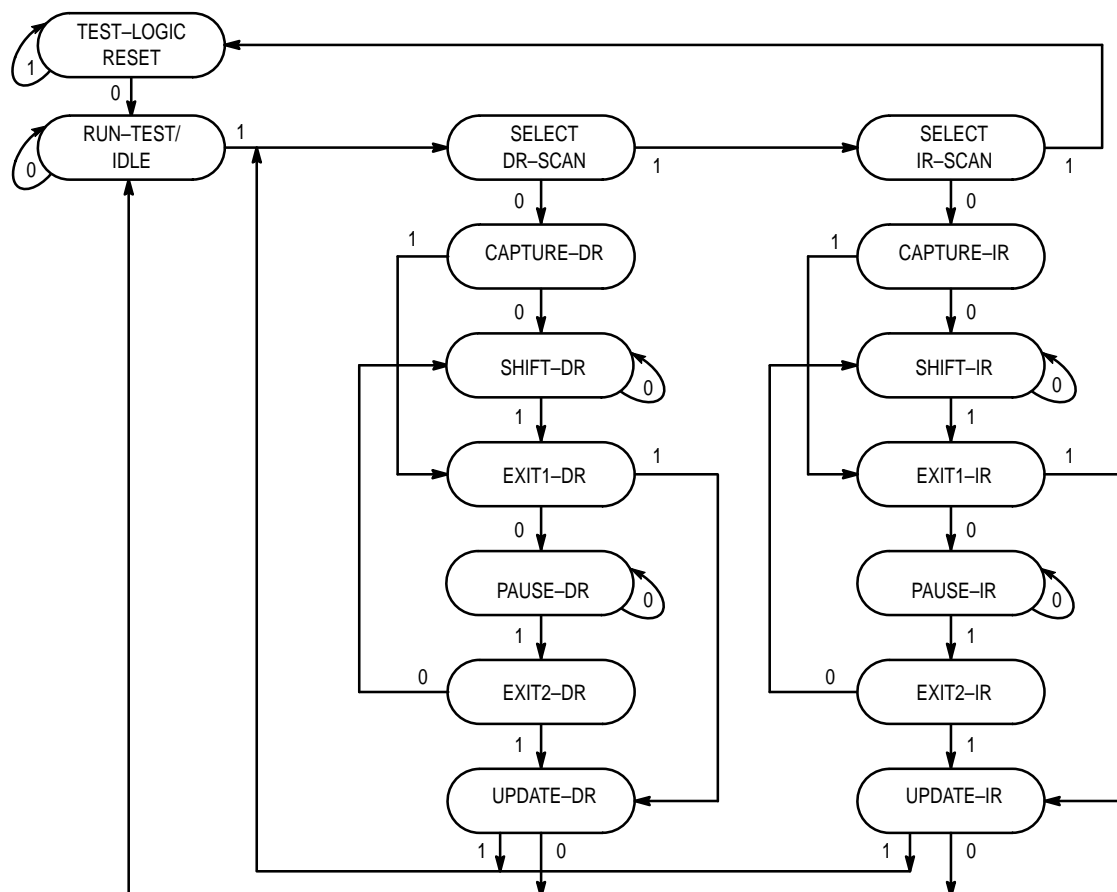 TEST–LOGIC
RESET
1
0
RUN–TEST/
IDLE
0
1
SELECT
DR–SCAN
1
SELECT
IR–SCAN
1
0
0
1
CAPTURE–DR
1
CAPTURE–IR
0
0
SHIFT–DR
0
SHIFT–IR
0
1
1
EXIT1–DR
1
EXIT1–IR
1
0
0
PAUSE–DR
0
PAUSE–IR
0
1
1
0
EXIT2–DR
0
EXIT2–IR
1
1
UPDATE–DR
UPDATE–IR
1
0
1
0